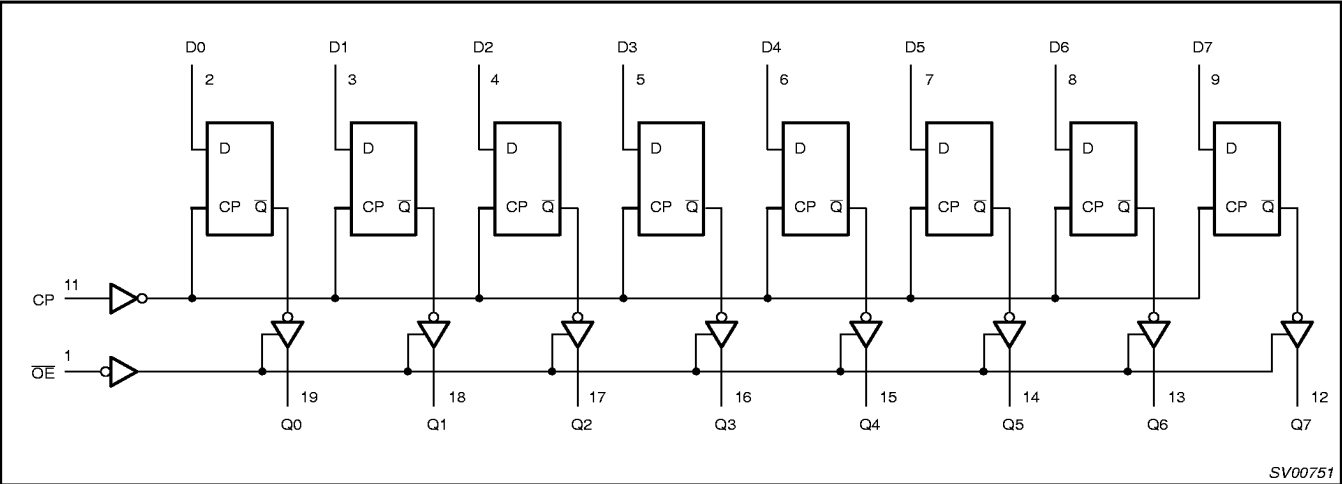 D0 D1 D2 D3 D4 D5 D6 D7
2 3 4 5 6 7 8 9
D D D D D D D D
CP Q̅ CP Q̅ CP Q̅ CP Q̅ CP Q̅ CP Q̅ CP Q̅ CP Q̅
11
CP
1
O̅E̅
19 18 17 16 15 14 13 12
Q0 Q1 Q2 Q3 Q4 Q5 Q6 Q7
SV00751